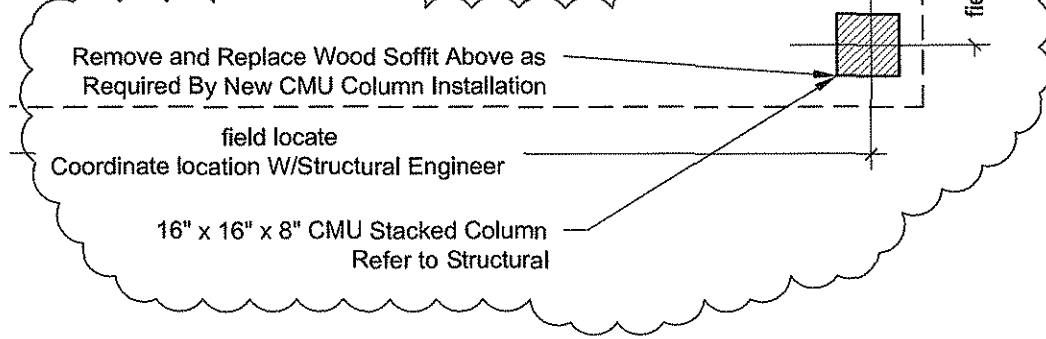 Remove and Replace Wood Soffit Above as
Required By New CMU Column Installation
field locate
Coordinate location W/Structural Engineer
16" x 16" x 8" CMU Stacked Column
Refer to Structural